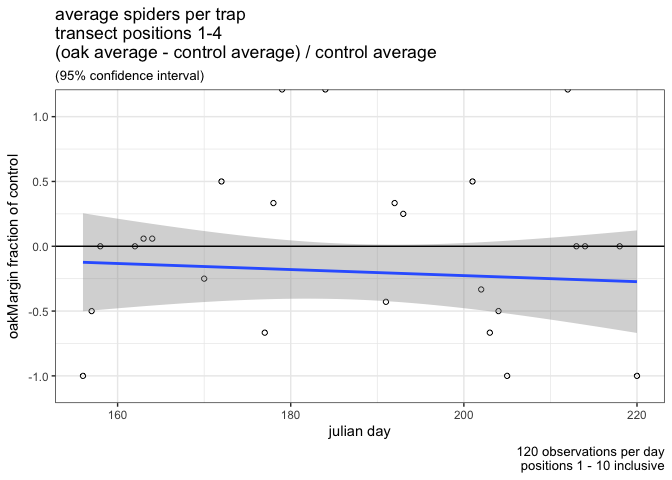 average spiders per trap
transect positions 1-4
(oak average - control average) / control average
(95% confidence interval)
1.0
0.5
0.0
-0.5
-1.0
oakMargin fraction of control
160 180 200 220
julian day
120 observations per day
positions 1 - 10 inclusive